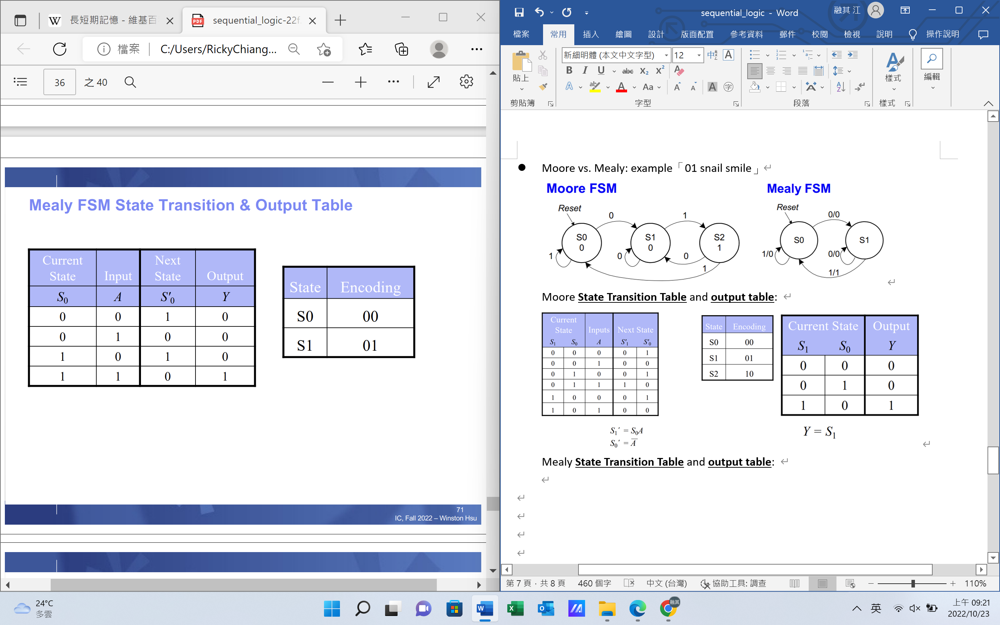 長短期記憶 - 維基百
sequential_logic-22f
檔案
C:/Users/RickyChiang...
36 之 40
Mealy FSM State Transition & Output Table
Current State Input Next State Output
S0 A S'0 Y
0 0 1 0
0 1 0 0
1 0 1 0
1 1 0 1
State Encoding
S0 00
S1 01
71
IC, Fall 2022 – Winston Hsu
sequential_logic - Word
融其 江
檔案 常用 插入 繪圖 設計 版面配置 參考資料 郵件 校閱 檢視 說明 操作說明
貼上
新細明體 (本文中文字型) 12
樣式
編輯
剪貼簿 字型 段落 樣式
● Moore vs. Mealy: example「01 snail smile」
Moore FSM
Reset
0
1
S0
0
S1
0
S2
1
1
0
0
1
Mealy FSM
Reset
0/0
S0
S1
1/0
0/0
1/1
Moore State Transition Table and output table:
Current State Inputs Next State
S1 S0 A S'1 S'0
0 0 0 0 1
0 0 1 0 0
0 1 0 0 1
0 1 1 1 0
1 0 0 0 1
1 0 1 0 0
S1' = S0A
S0' = A̅
State Encoding
S0 00
S1 01
S2 10
Current State Output
S1 S0 Y
0 0 0
0 1 0
1 0 1
Y = S1
Mealy State Transition Table and output table:
第 7 頁，共 8 頁 460 個字 中文 (台灣) 協助工具: 調查 110%
24°C
多雲
英
上午 09:21
2022/10/23